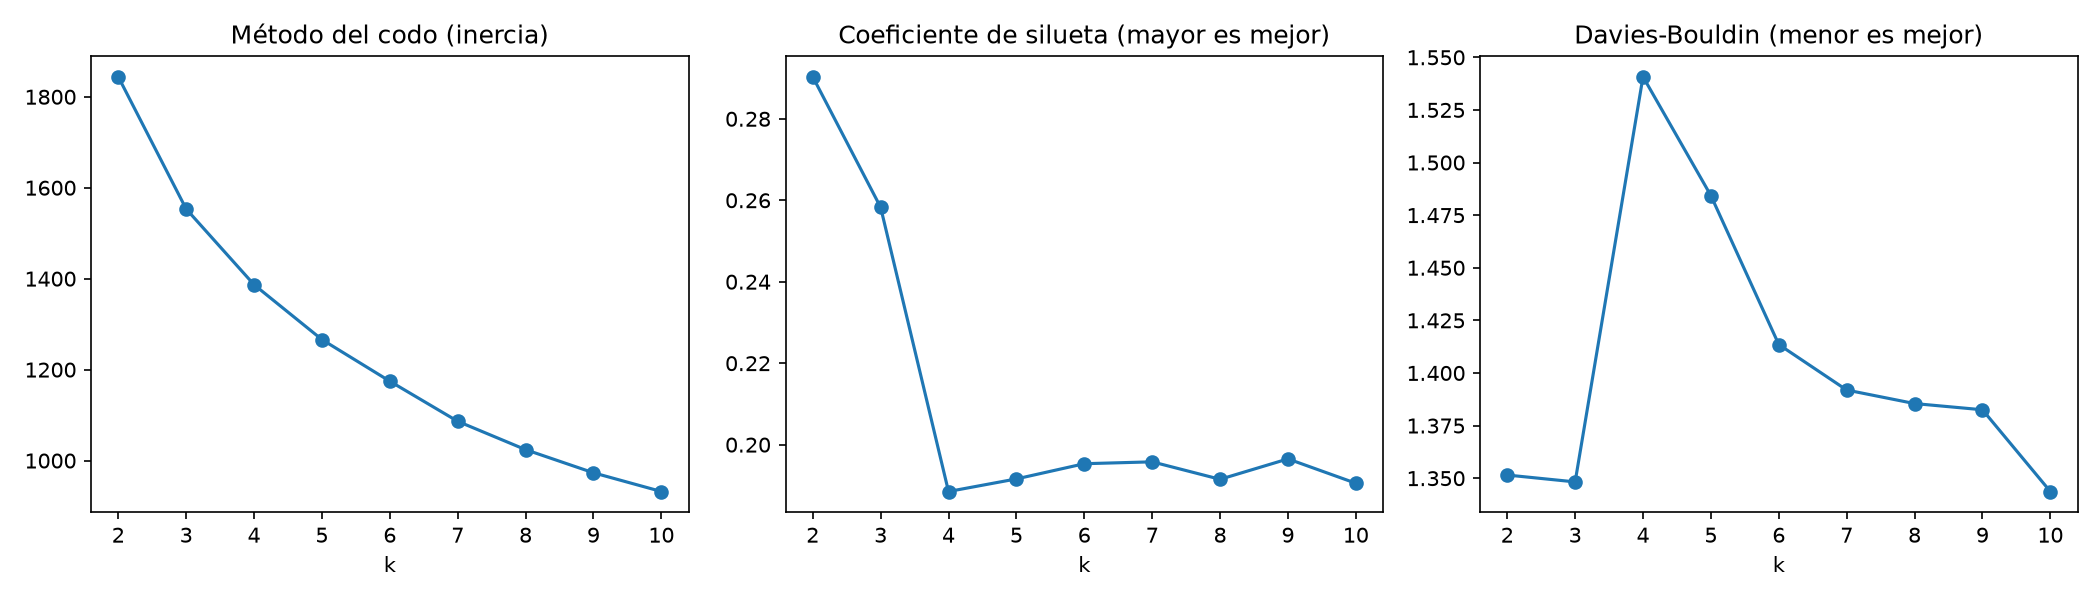 Método del codo (inercia)
1800
1600
1400
1200
1000
2 3 4 5 6 7 8 9 10
k
Coeficiente de silueta (mayor es mejor)
0.28
0.26
0.24
0.22
0.20
2 3 4 5 6 7 8 9 10
k
Davies-Bouldin (menor es mejor)
1.550
1.525
1.500
1.475
1.450
1.425
1.400
1.375
1.350
2 3 4 5 6 7 8 9 10
k